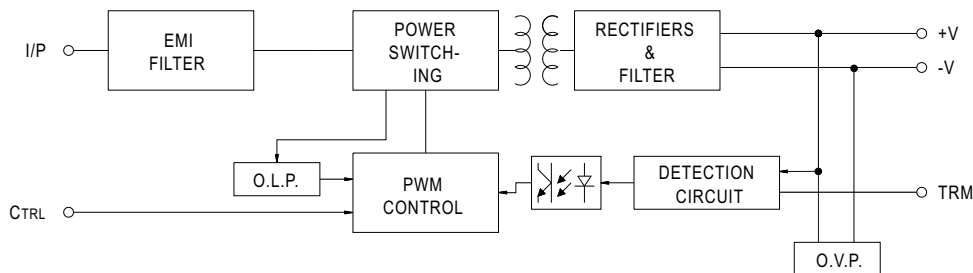 I/P
EMI
FILTER
POWER
SWITCH-
ING
RECTIFIERS
&
FILTER
+V
-V
O.L.P.
PWM
CONTROL
DETECTION
CIRCUIT
TRM
CTRL
O.V.P.